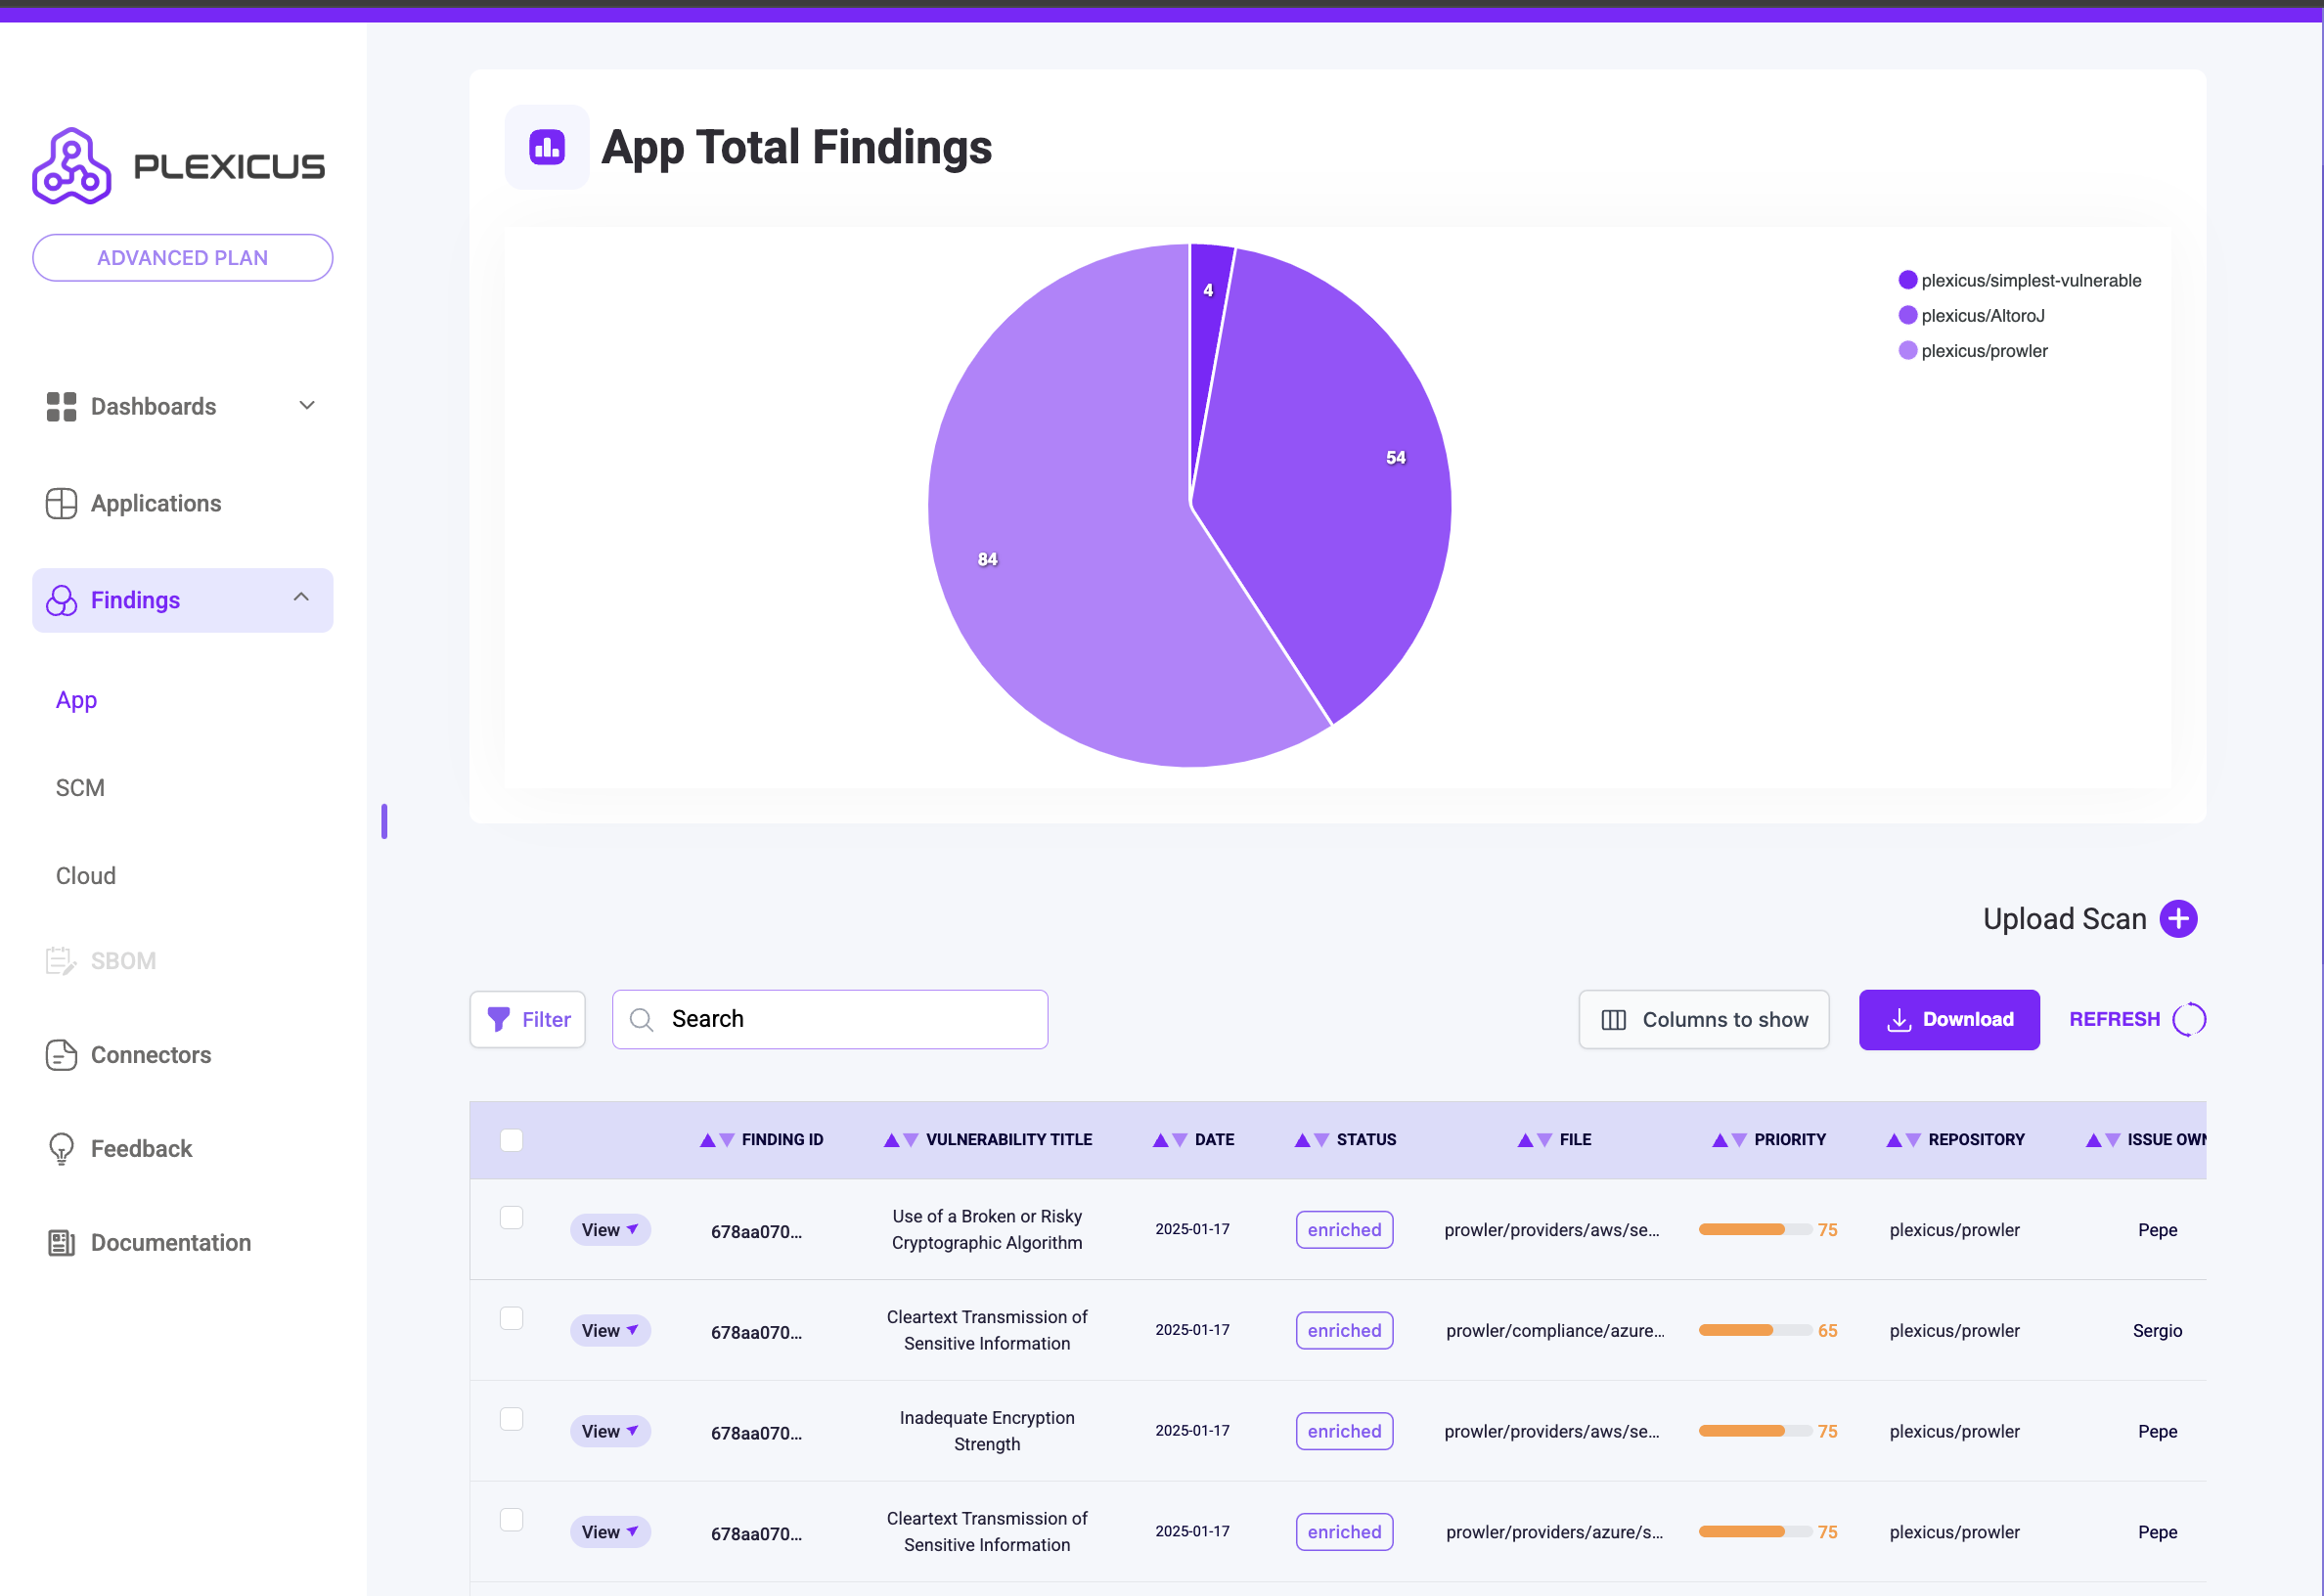 PLEXICUS
ADVANCED PLAN
Dashboards
Applications
Findings
App
SCM
Cloud
SBOM
Connectors
Feedback
Documentation
App Total Findings
4
54
84
plexicus/simplest-vulnerable
plexicus/AltoroJ
plexicus/prowler
Upload Scan
Filter
Search
Columns to show
Download
REFRESH
FINDING ID VULNERABILITY TITLE DATE STATUS FILE PRIORITY REPOSITORY ISSUE OWN
View 678aa070... Use of a Broken or Risky
Cryptographic Algorithm 2025-01-17 enriched prowler/providers/aws/se... 75 plexicus/prowler Pepe
View 678aa070... Cleartext Transmission of
Sensitive Information 2025-01-17 enriched prowler/compliance/azure... 65 plexicus/prowler Sergio
View 678aa070... Inadequate Encryption
Strength 2025-01-17 enriched prowler/providers/aws/se... 75 plexicus/prowler Pepe
View 678aa070... Cleartext Transmission of
Sensitive Information 2025-01-17 enriched prowler/providers/azure/s... 75 plexicus/prowler Pepe